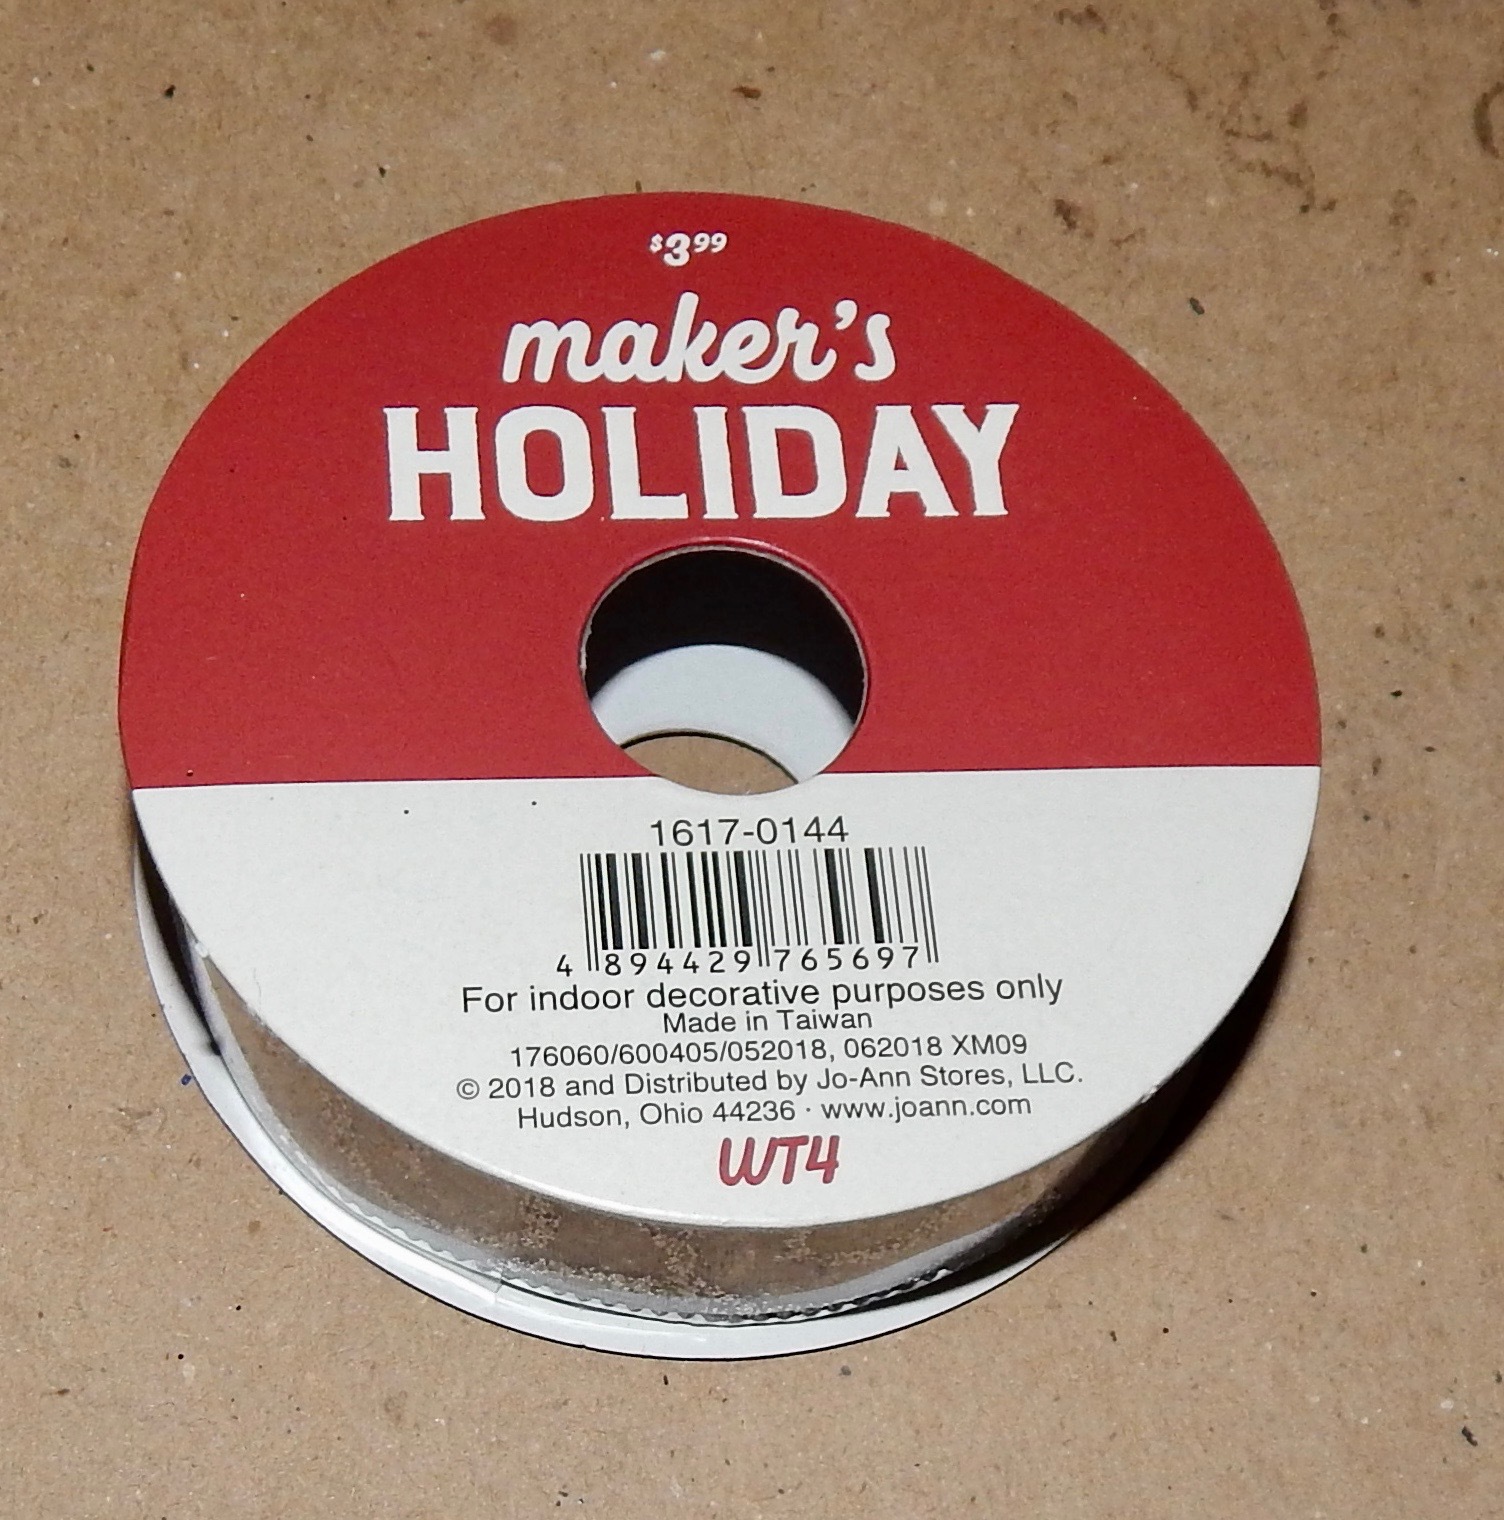 $3.99
maker's
HOLIDAY
1617-0144
4 894429 765697
For indoor decorative purposes only
Made in Taiwan
176060/600405/052018, 062018 XM09
© 2018 and Distributed by Jo-Ann Stores, LLC.
Hudson, Ohio 44236 · www.joann.com
WT4